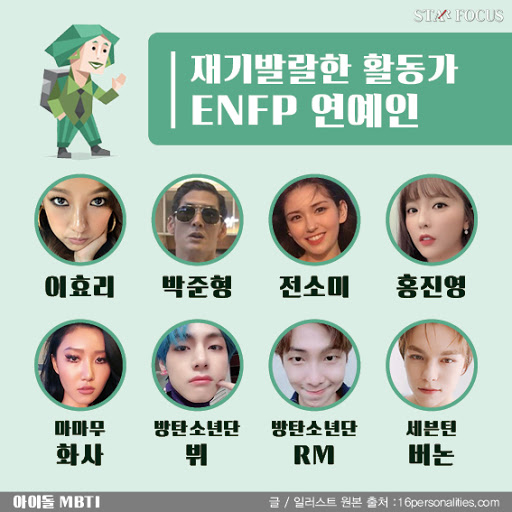 STAR FOCUS
재기발랄한 활동가
ENFP 연예인
이효리 박준형 전소미 홍진영
마마무 방탄소년단 방탄소년단 세븐틴
화사 뷔 RM 버논
아이돌 MBTI 글 / 일러스트 원본 출처 : 16personalities.com